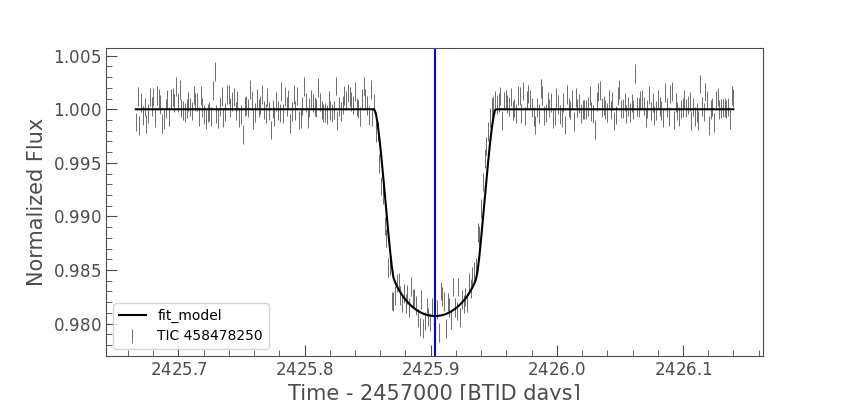 1.005
1.000
0.995
0.990
0.985
0.980
Normalized Flux
fit_model
TIC 458478250
2425.7 2425.8 2425.9 2426.0 2426.1
Time - 2457000 [BTJD days]